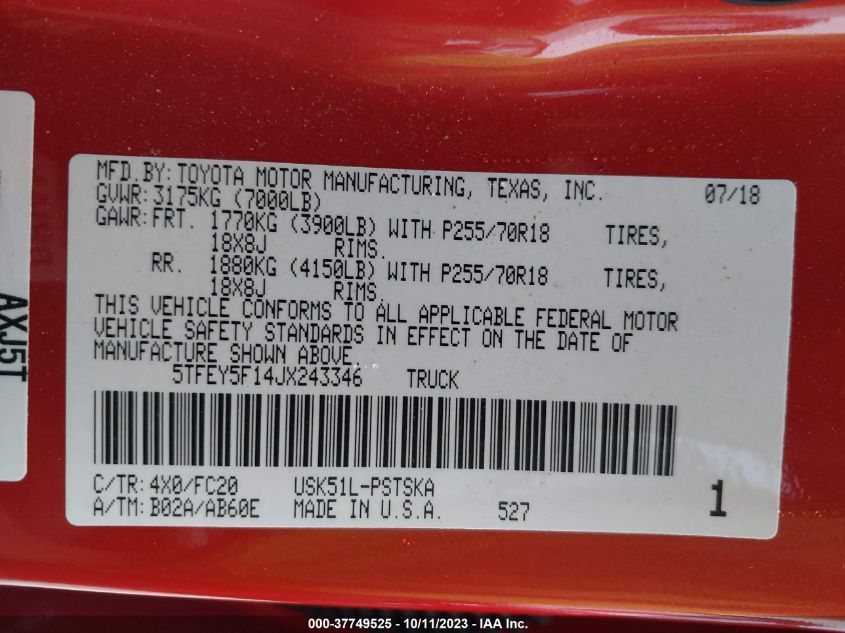 MFD.BY: TOYOTA MOTOR MANUFACTURING, TEXAS, INC. 07/18
GVWR: 3175KG (7000LB)
GAWR: FRT. 1770KG (3900LB) WITH P255/70R18 TIRES,
18X8J RIMS.
RR. 1880KG (4150LB) WITH P255/70R18 TIRES,
18X8J RIMS.
THIS VEHICLE CONFORMS TO ALL APPLICABLE FEDERAL MOTOR
VEHICLE SAFETY STANDARDS IN EFFECT ON THE DATE OF
MANUFACTURE SHOWN ABOVE.
5TFEY5F14JX243346 TRUCK
C/TR: 4X0/FC20 USK51L-PSTSKA
A/TM: B02A/AB60E MADE IN U.S.A. 527 1
AXJ5T
000-37749525 - 10/11/2023 - IAA Inc.